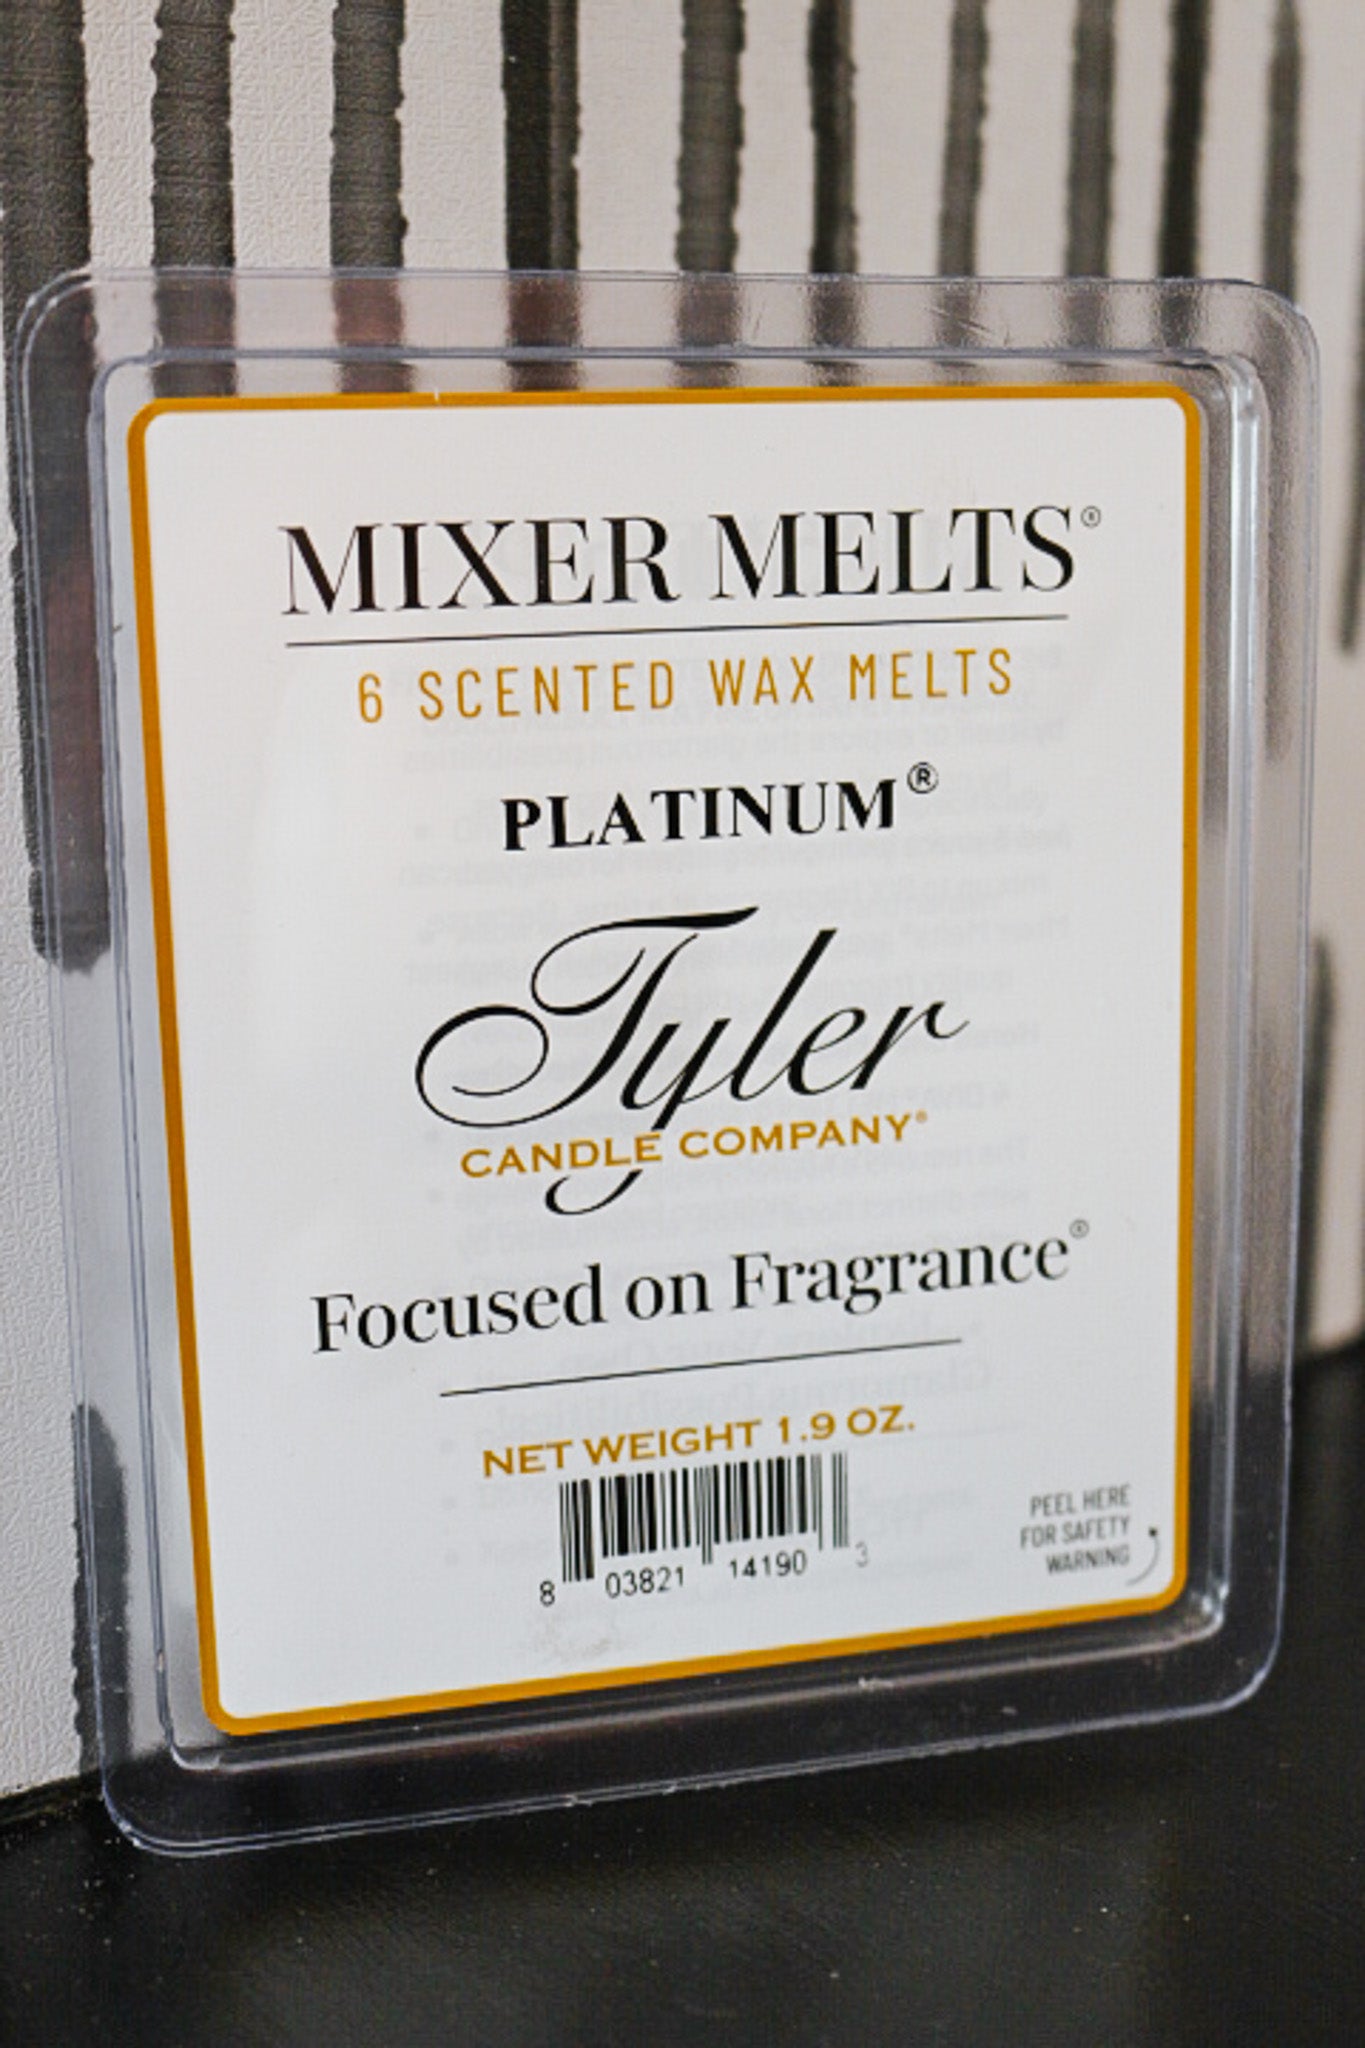 MIXER MELTS®
6 SCENTED WAX MELTS
PLATINUM®
Tyler
CANDLE COMPANY®
Focused on Fragrance®
NET WEIGHT 1.9 OZ.
8 03821 14190 3
PEEL HERE
FOR SAFETY
WARNING